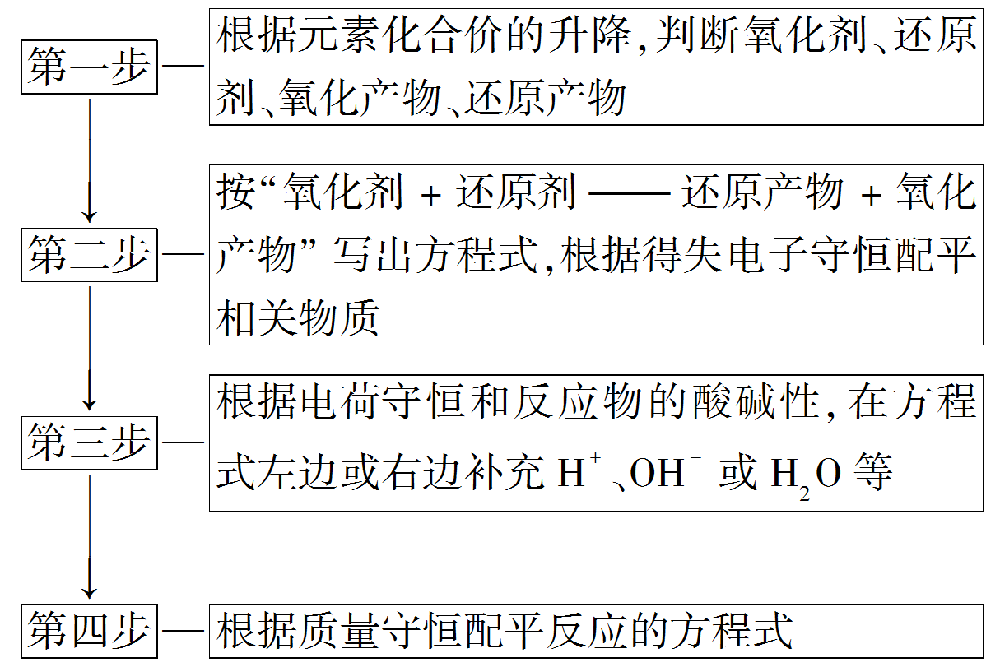 第一步
根据元素化合价的升降,判断氧化剂、还原
剂、氧化产物、还原产物
第二步
按“氧化剂 + 还原剂 —— 还原产物 + 氧化
产物” 写出方程式,根据得失电子守恒配平
相关物质
第三步
根据电荷守恒和反应物的酸碱性,在方程
式左边或右边补充 H⁺、OH⁻ 或 H₂O 等
第四步
根据质量守恒配平反应的方程式